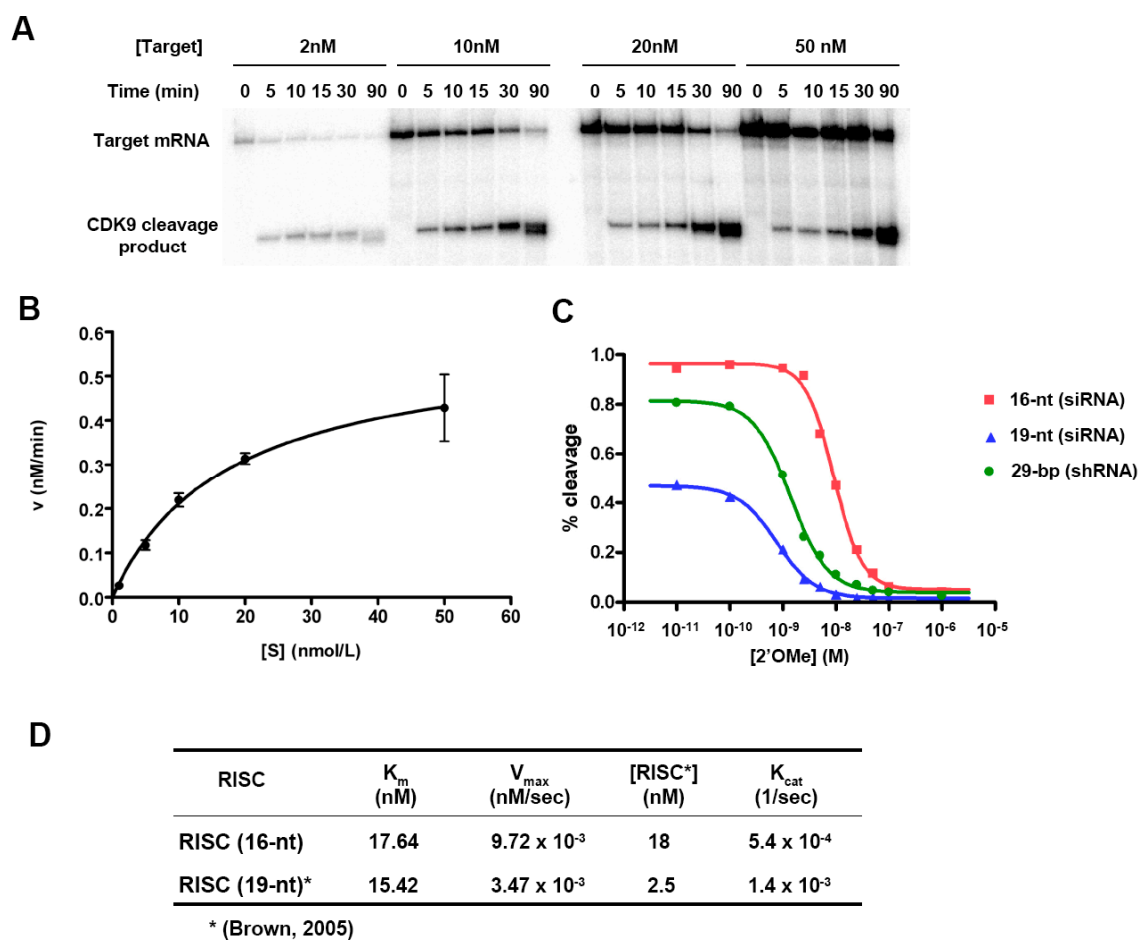 A
[Target] 2nM 10nM 20nM 50 nM
Time (min) 0 5 10 15 30 90 0 5 10 15 30 90 0 5 10 15 30 90 0 5 10 15 30 90
Target mRNA
CDK9 cleavage
product
B
0.6
0.5
0.4
0.3
0.2
0.1
0.0
v (nM/min)
0 10 20 30 40 50 60
[S] (nmol/L)
C
1.0
0.8
0.6
0.4
0.2
0.0
% cleavage
10⁻¹² 10⁻¹¹ 10⁻¹⁰ 10⁻⁹ 10⁻⁸ 10⁻⁷ 10⁻⁶ 10⁻⁵
[2'OMe] (M)
16-nt (siRNA)
19-nt (siRNA)
29-bp (shRNA)
D
RISC Kₘ Vₘₐₓ [RISC*] K꜀ₐₜ
(nM) (nM/sec) (nM) (1/sec)
RISC (16-nt) 17.64 9.72 x 10⁻³ 18 5.4 x 10⁻⁴
RISC (19-nt)* 15.42 3.47 x 10⁻³ 2.5 1.4 x 10⁻³
* (Brown, 2005)